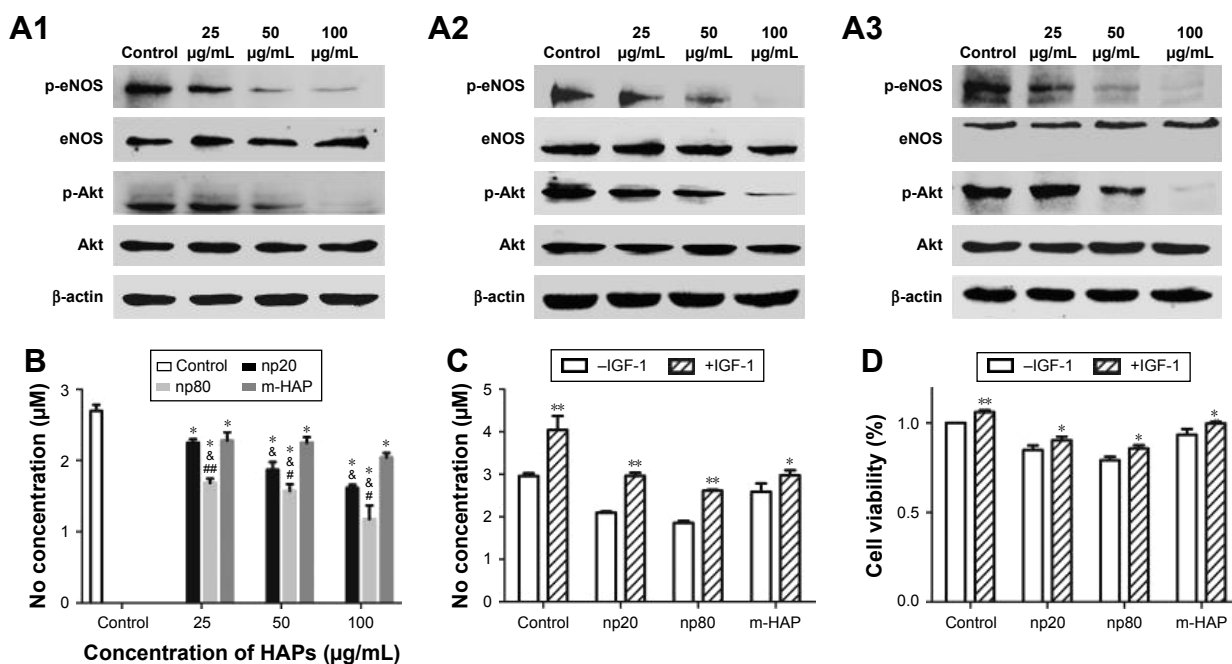 A1
Control 25 µg/mL 50 µg/mL 100 µg/mL
p-eNOS
eNOS
p-Akt
Akt
β-actin
A2
Control 25 µg/mL 50 µg/mL 100 µg/mL
p-eNOS
eNOS
p-Akt
Akt
β-actin
A3
Control 25 µg/mL 50 µg/mL 100 µg/mL
p-eNOS
eNOS
p-Akt
Akt
β-actin
B
Control np20
np80 m-HAP
No concentration (µM)
3
2
1
0
* * *
& ##
* & * & # *
* & * & # *
Control 25 50 100
Concentration of HAPs (µg/mL)
C
–IGF-1 +IGF-1
No concentration (µM)
5
4
3
2
1
0
** ** ** *
Control np20 np80 m-HAP
D
–IGF-1 +IGF-1
Cell viability (%)
1.0
0.5
0.0
** * * *
Control np20 np80 m-HAP